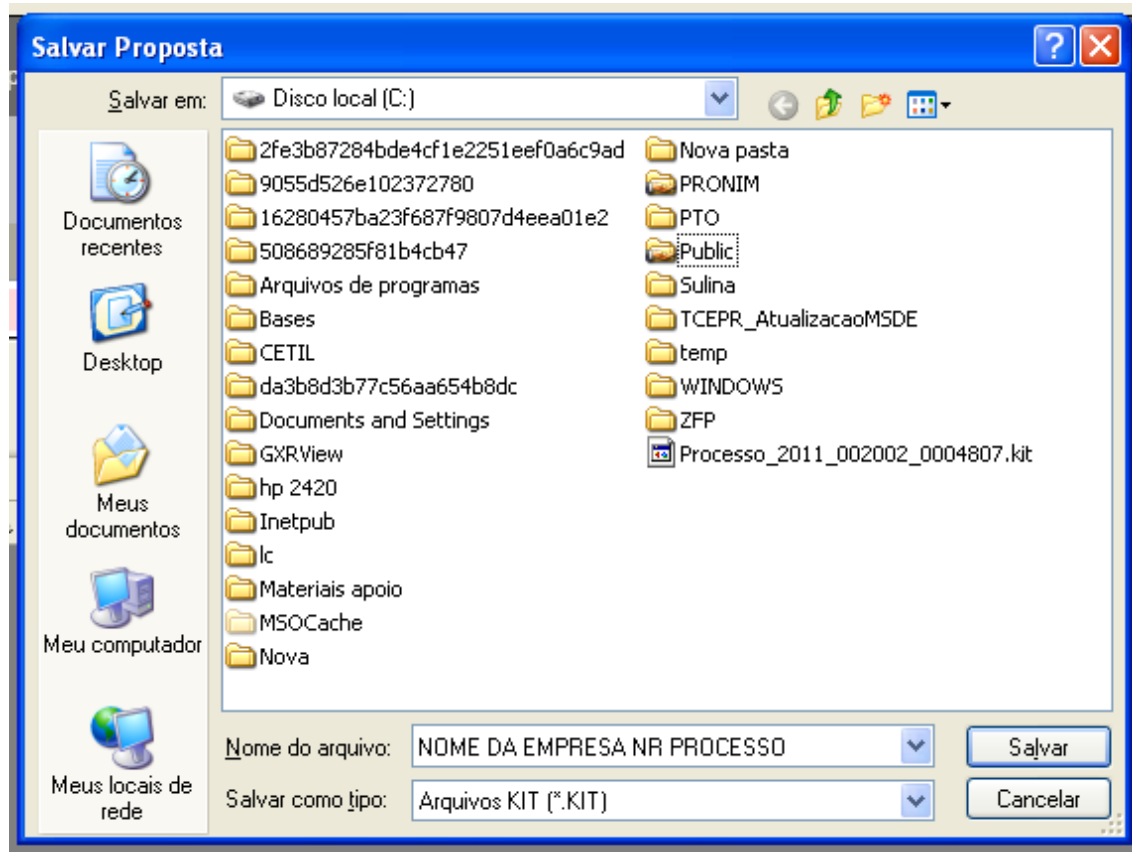 Salvar Proposta
Salvar em:
Disco local (C:)
Documentos
recentes
Desktop
Meus
documentos
Meu computador
Meus locais de
rede
2fe3b87284bde4cf1e2251eef0a6c9ad
9055d526e102372780
16280457ba23f687f9807d4eea01e2
508689285f81b4cb47
Arquivos de programas
Bases
CETIL
da3b8d3b77c56aa654b8dc
Documents and Settings
GXRView
hp 2420
Inetpub
lc
Materiais apoio
MSOCache
Nova
Nova pasta
PRONIM
PTO
Public
Sulina
TCEPR_AtualizacaoMSDE
temp
WINDOWS
ZFP
Processo_2011_002002_0004807.kit
Nome do arquivo:
NOME DA EMPRESA NR PROCESSO
Salvar
Salvar como tipo:
Arquivos KIT (*.KIT)
Cancelar